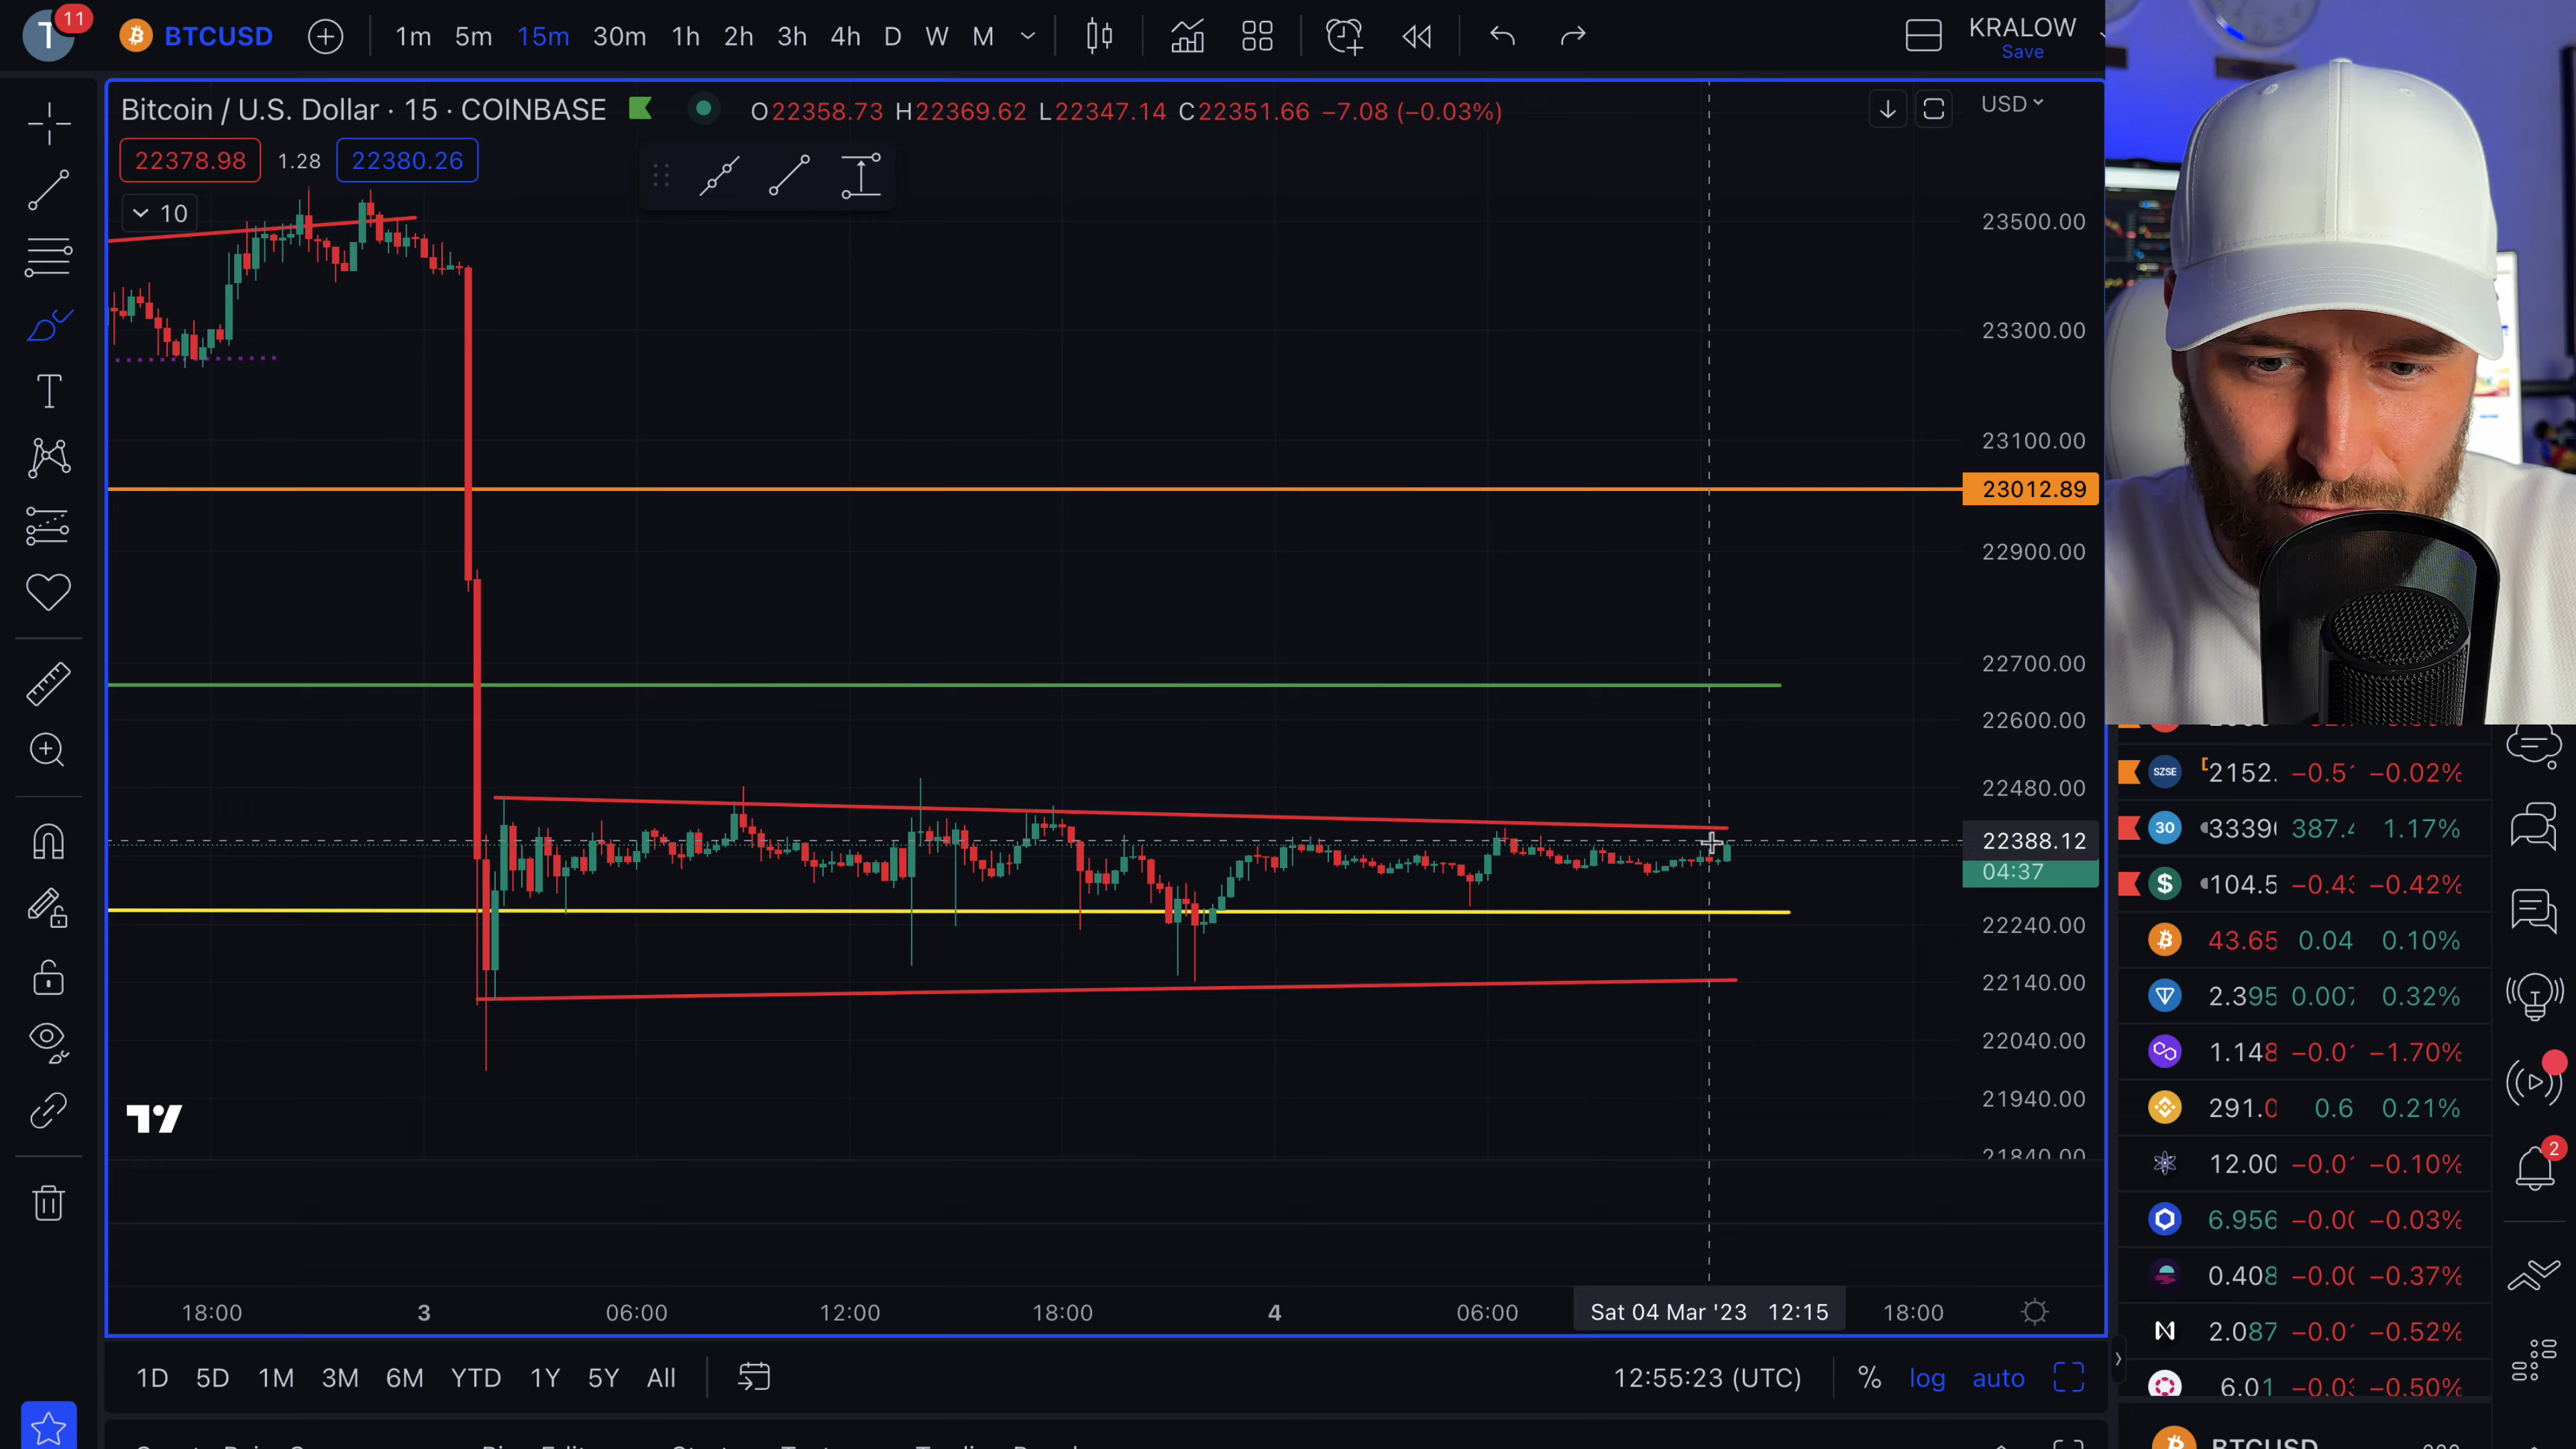 11
BTCUSD 1m 5m 15m 30m 1h 2h 3h 4h D W M KRALOW
Save
Bitcoin / U.S. Dollar · 15 · COINBASE O22358.73 H22369.62 L22347.14 C22351.66 −7.08 (−0.03%) USD
22378.98 1.28 22380.26
10
23500.00
23300.00
23100.00
23012.89
22900.00
22700.00
22600.00
22480.00
22388.12
04:37
22240.00
22140.00
22040.00
21940.00
21840.00
18:00 3 06:00 12:00 18:00 4 06:00 Sat 04 Mar '23 12:15 18:00
1D 5D 1M 3M 6M YTD 1Y 5Y All 12:55:23 (UTC) % log auto
SZSE 2152. −0.5 −0.02%
30 3339 387.4 1.17%
$ 104.5 −0.4 −0.42%
43.65 0.04 0.10%
2.395 0.007 0.32%
1.148 −0.0 −1.70%
291.0 0.6 0.21%
12.00 −0.0 −0.10%
6.956 −0.00 −0.03%
0.408 −0.00 −0.37%
2.087 −0.0 −0.52%
6.01 −0.0 −0.50%
BTCUSD
2